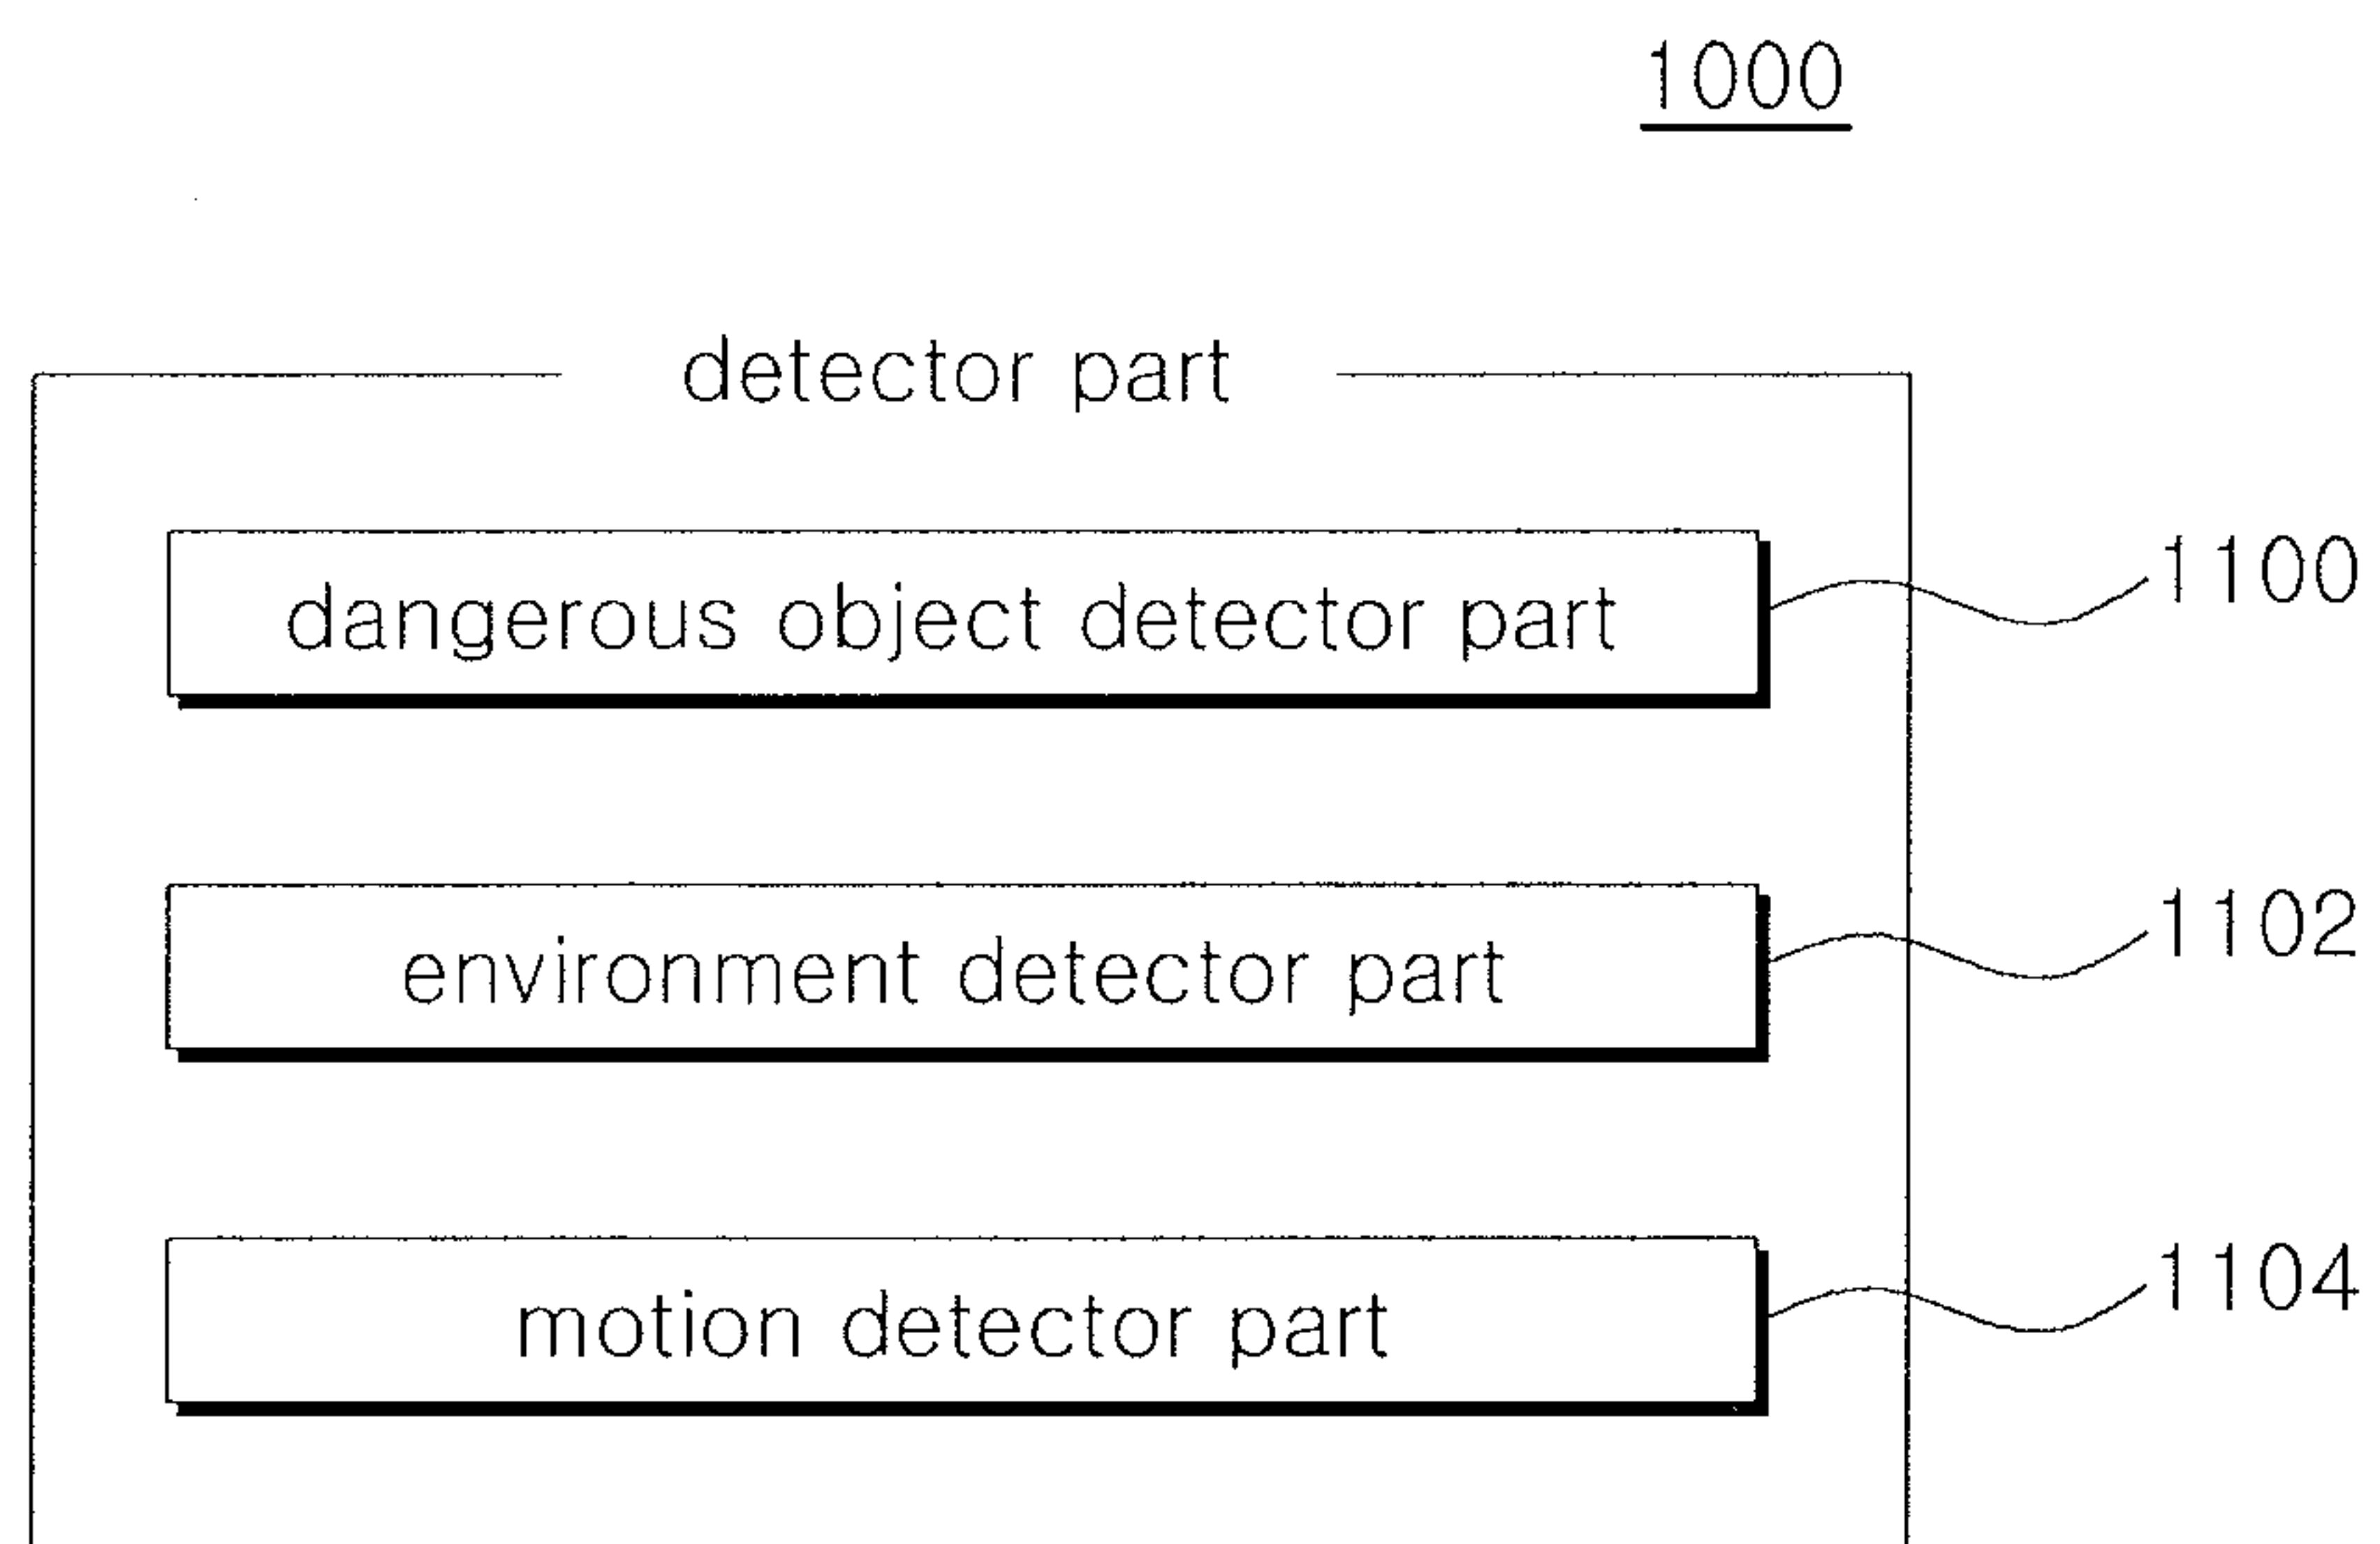 1000
detector part
dangerous object detector part
1100
environment detector part
1102
motion detector part
1104